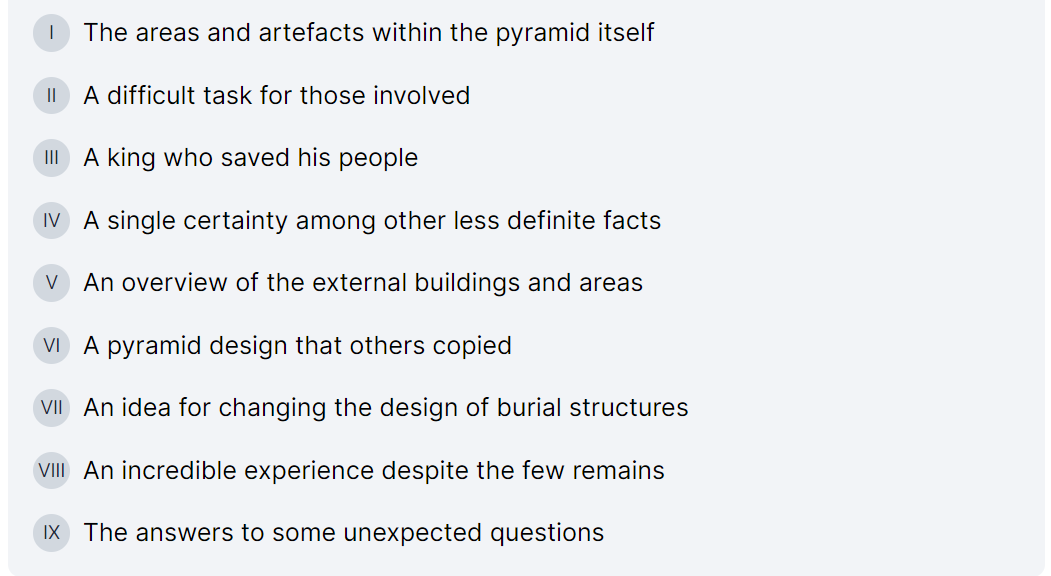 I The areas and artefacts within the pyramid itself
II A difficult task for those involved
III A king who saved his people
IV A single certainty among other less definite facts
V An overview of the external buildings and areas
VI A pyramid design that others copied
VII An idea for changing the design of burial structures
VIII An incredible experience despite the few remains
IX The answers to some unexpected questions